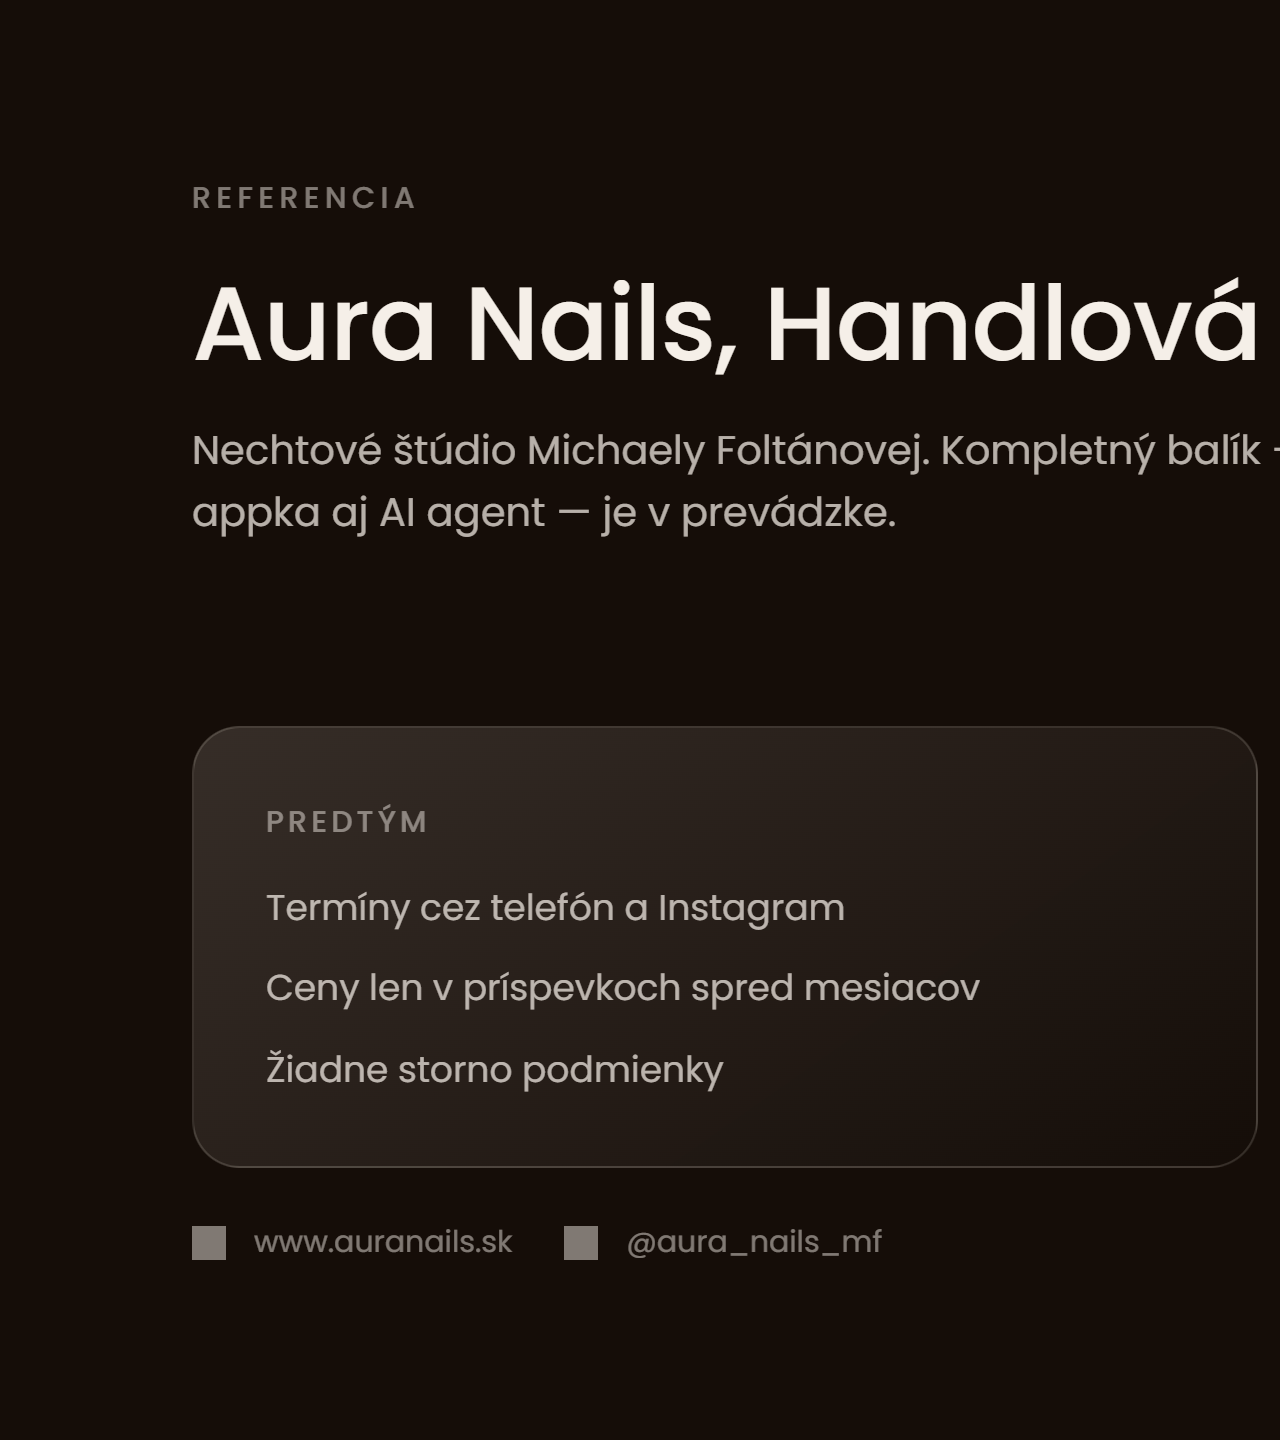 REFERENCIA
Aura Nails, Handlová
Nechtové štúdio Michaely Foltánovej. Kompletný balík
appka aj AI agent — je v prevádzke.
PREDTÝM
Termíny cez telefón a Instagram
Ceny len v príspevkoch spred mesiacov
Žiadne storno podmienky
www.auranails.sk @aura_nails_mf